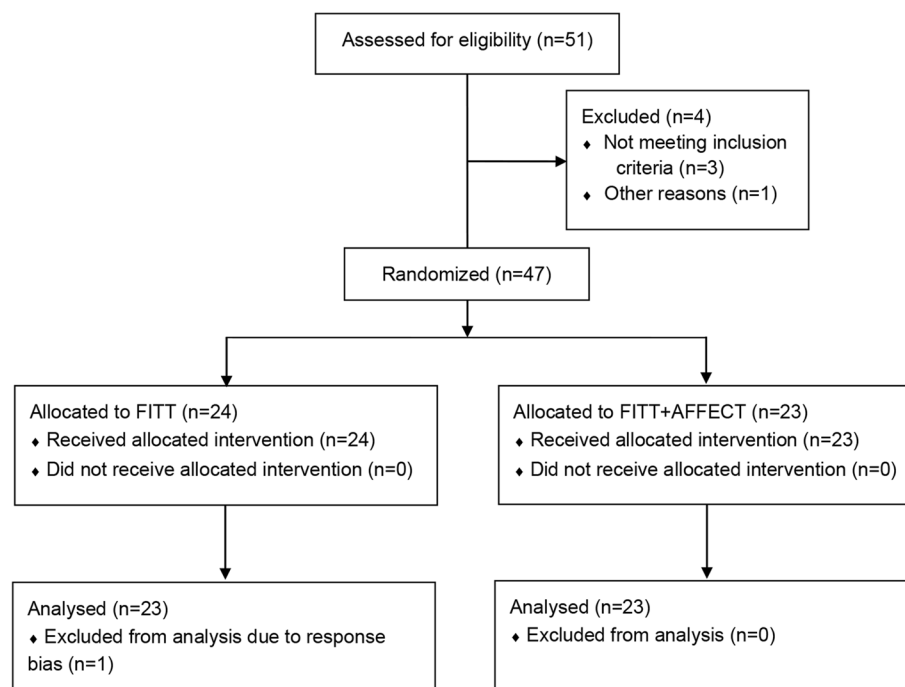 Assessed for eligibility (n=51)
Excluded (n=4)
♦ Not meeting inclusion
criteria (n=3)
♦ Other reasons (n=1)
Randomized (n=47)
Allocated to FITT (n=24)
♦ Received allocated intervention (n=24)
♦ Did not receive allocated intervention (n=0)
Allocated to FITT+AFFECT (n=23)
♦ Received allocated intervention (n=23)
♦ Did not receive allocated intervention (n=0)
Analysed (n=23)
♦ Excluded from analysis due to response
bias (n=1)
Analysed (n=23)
♦ Excluded from analysis (n=0)